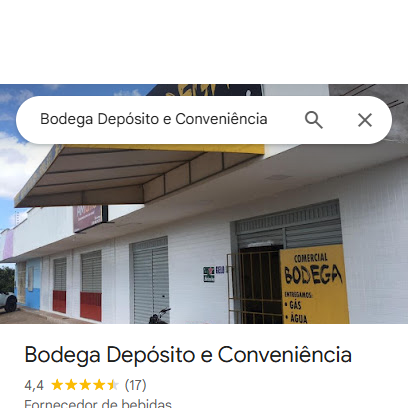 Bodega Depósito e Conveniência
COMERCIAL
BODEGA
ENTREGAMOS:
• GÁS
• ÁGUA
Bodega Depósito e Conveniência
4,4 (17)
Fornecedor de bebidas